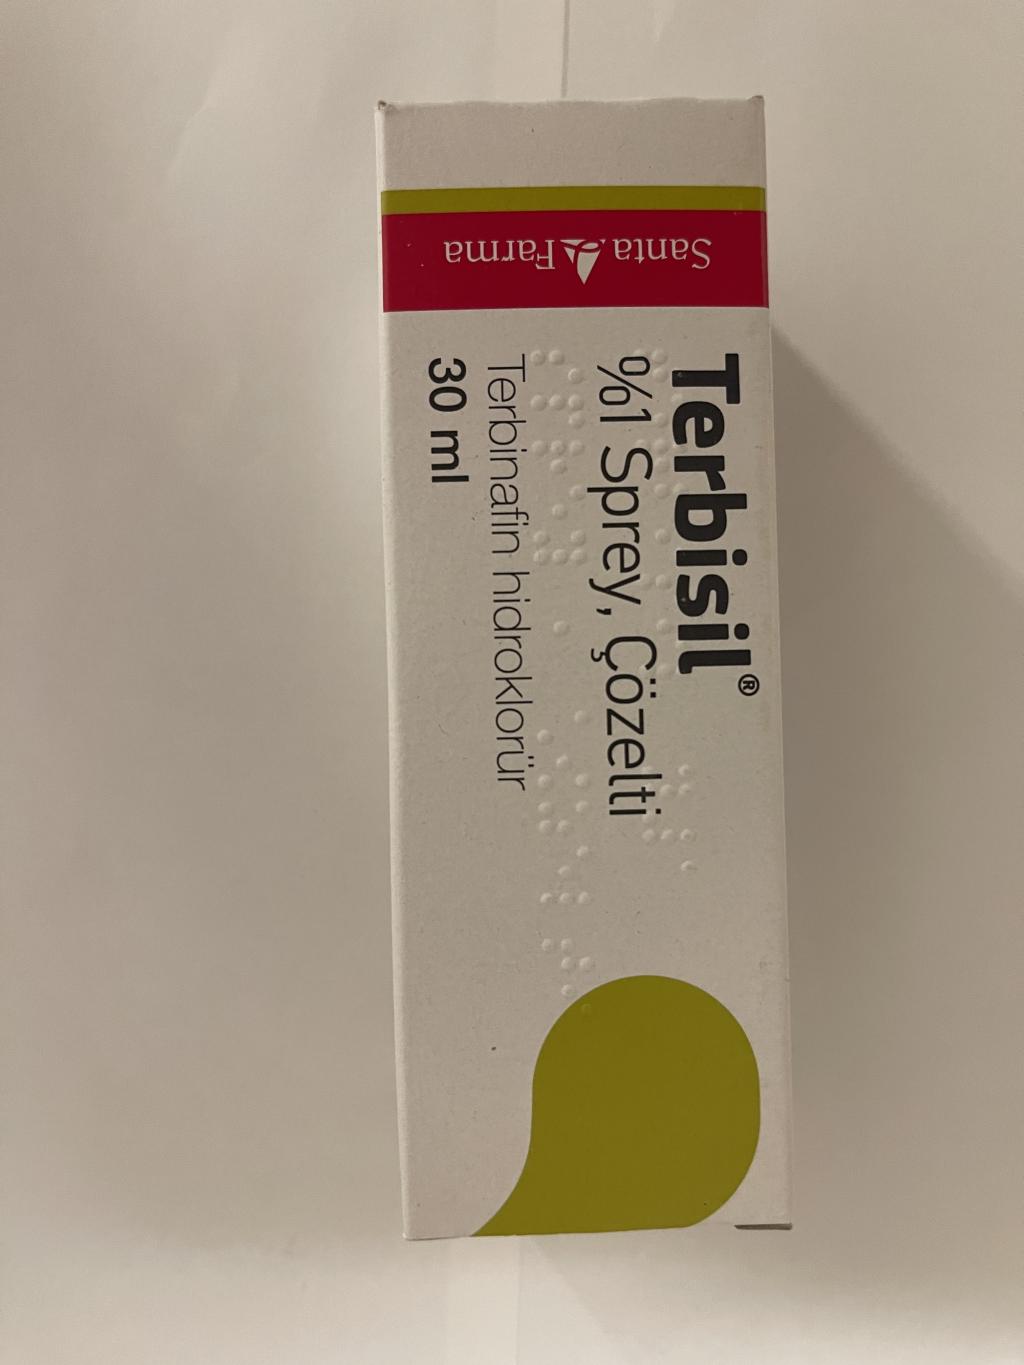 Santa Farma
Terbisil®
%1 Sprey, Çözelti
Terbinafin hidroklorür
30 ml